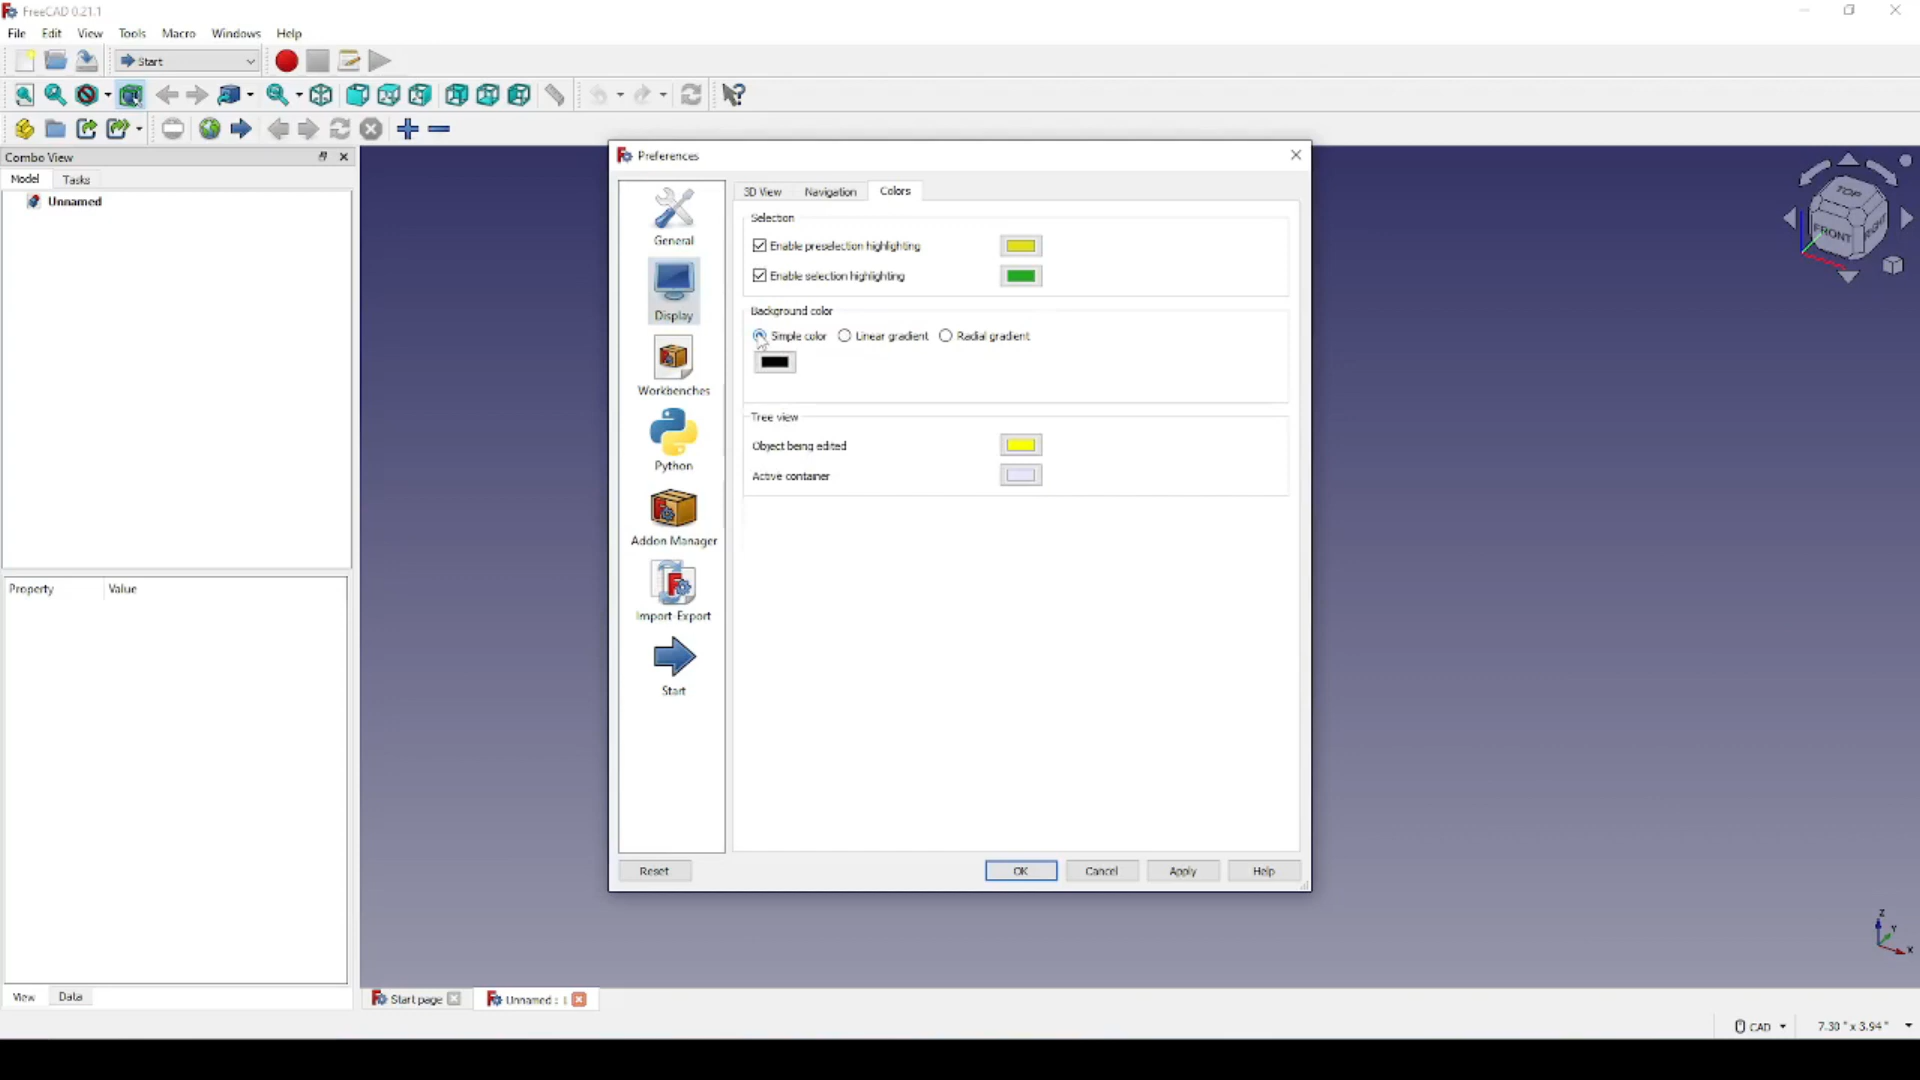 FreeCAD 0.21.1
File Edit View Tools Macro Windows Help
Start
Combo View
Model Tasks
Unnamed
Property Value
View Data
Preferences
General
Display
Workbenches
Python
Addon Manager
Import-Export
Start
3D View Navigation Colors
Selection
Enable preselection highlighting
Enable selection highlighting
Background color
Simple color Linear gradient Radial gradient
Tree view
Object being edited
Active container
Reset OK Cancel Apply Help
TOP
FRONT RIGHT
Z
Y
X
Start page Unnamed : 1
CAD 7.30 " x 3.94 "